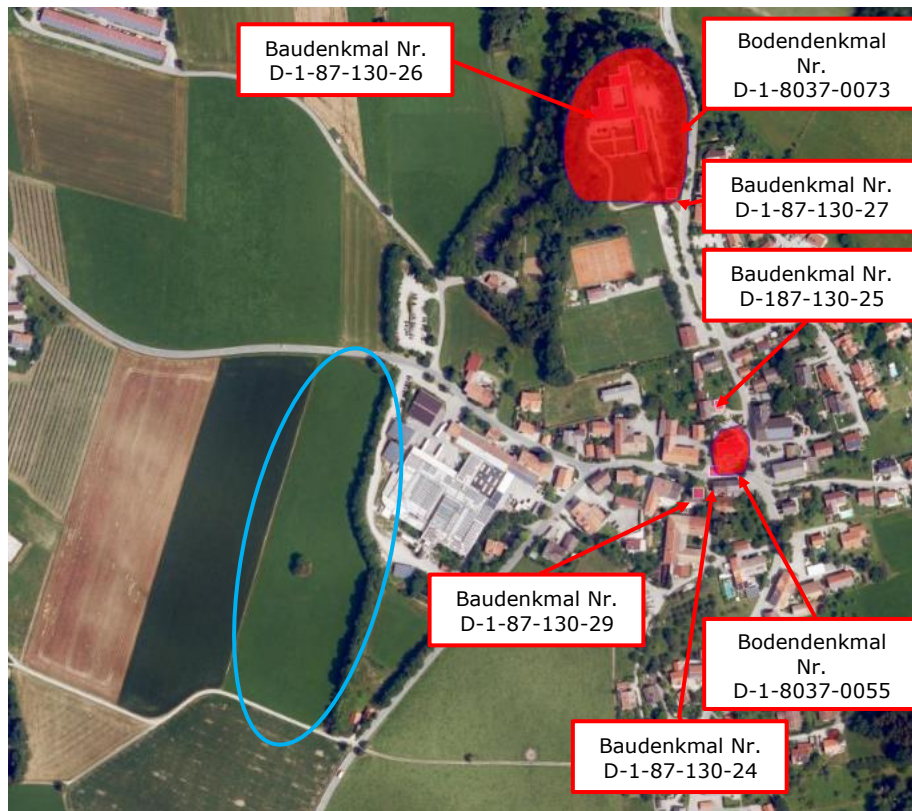 Baudenkmal Nr.
D-1-87-130-26
Bodendenkmal
Nr.
D-1-8037-0073
Baudenkmal Nr.
D-1-87-130-27
Baudenkmal Nr.
D-187-130-25
Baudenkmal Nr.
D-1-87-130-29
Bodendenkmal
Nr.
D-1-8037-0055
Baudenkmal Nr.
D-1-87-130-24